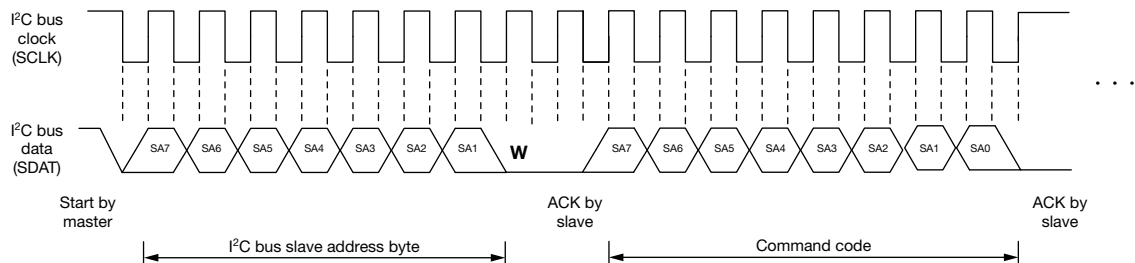 I²C bus
clock
(SCLK)
. . .
I²C bus
data
(SDAT)
SA7 SA6 SA5 SA4 SA3 SA2 SA1 W SA7 SA6 SA5 SA4 SA3 SA2 SA1 SA0
Start by
master
ACK by
slave
ACK by
slave
I²C bus slave address byte
Command code